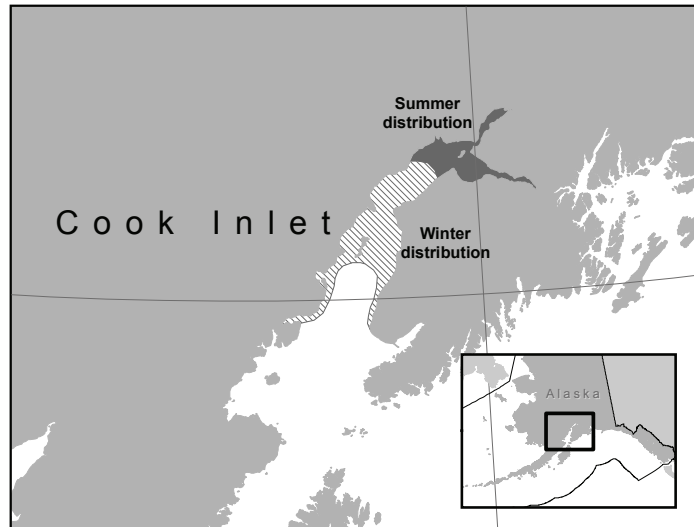 Summer
distribution
Cook Inlet
Winter
distribution
Alaska